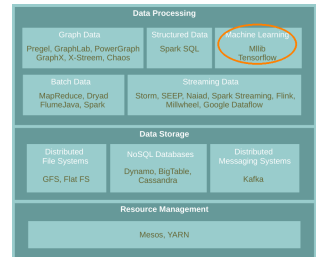 Data Processing
Graph Data
Pregel, GraphLab, PowerGraph
GraphX, X-Streem, Chaos
Structured Data
Spark SQL
Machine Learning
Mllib
Tensorflow
Batch Data
MapReduce, Dryad
FlumeJava, Spark
Streaming Data
Storm, SEEP, Naiad, Spark Streaming, Flink,
Millwheel, Google Dataflow
Data Storage
Distributed
File Systems
GFS, Flat FS
NoSQL Databases
Dynamo, BigTable,
Cassandra
Distributed
Messaging Systems
Kafka
Resource Management
Mesos, YARN